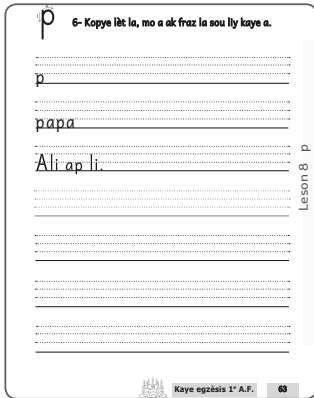 p
6- Kopye lèt la, mo a ak fraz la sou liy kaye a.
p
papa
Ali ap li.
Leson 8 p
Kaye egzèsis 1e A.F. 63